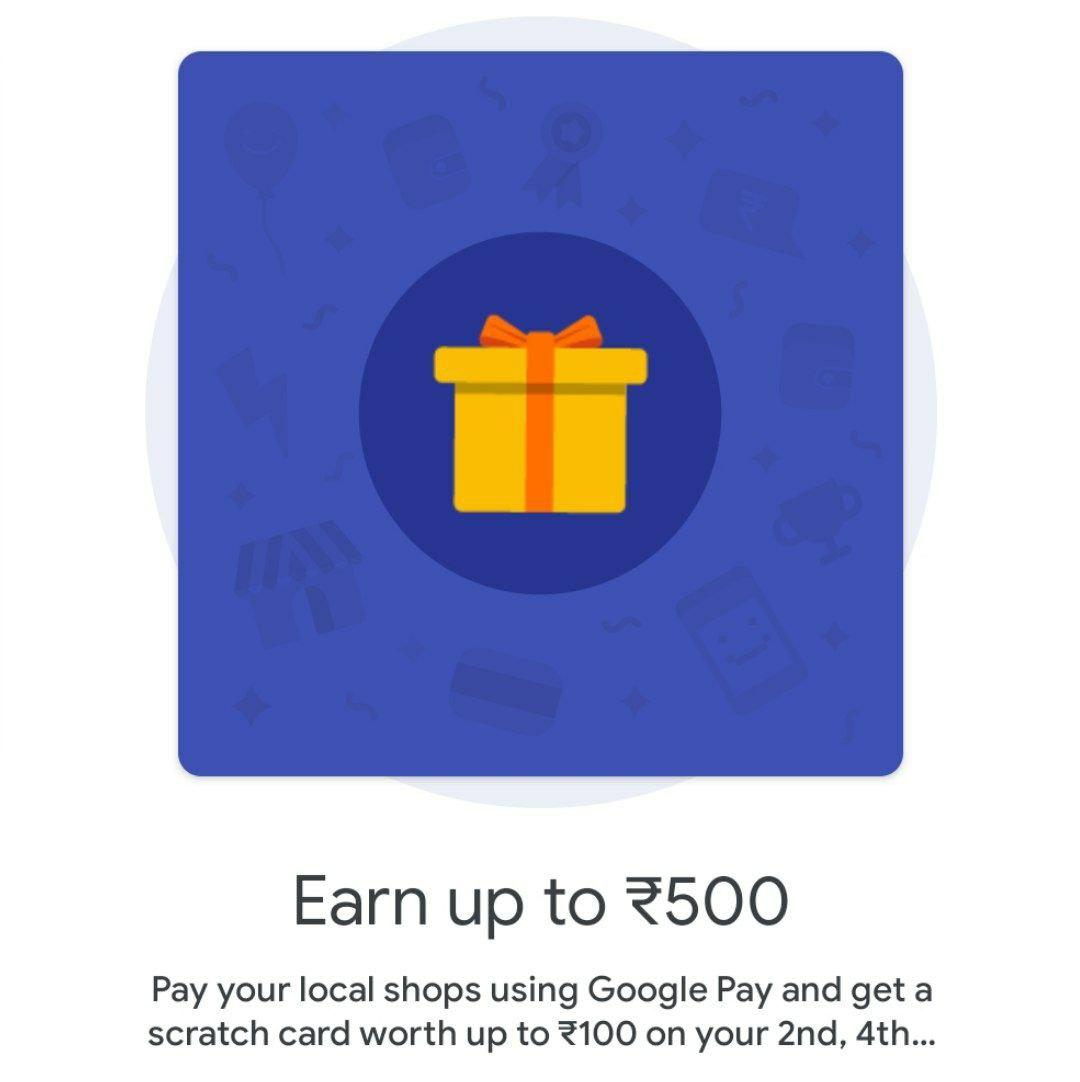 Earn up to ₹500
Pay your local shops using Google Pay and get a
scratch card worth up to ₹100 on your 2nd, 4th...